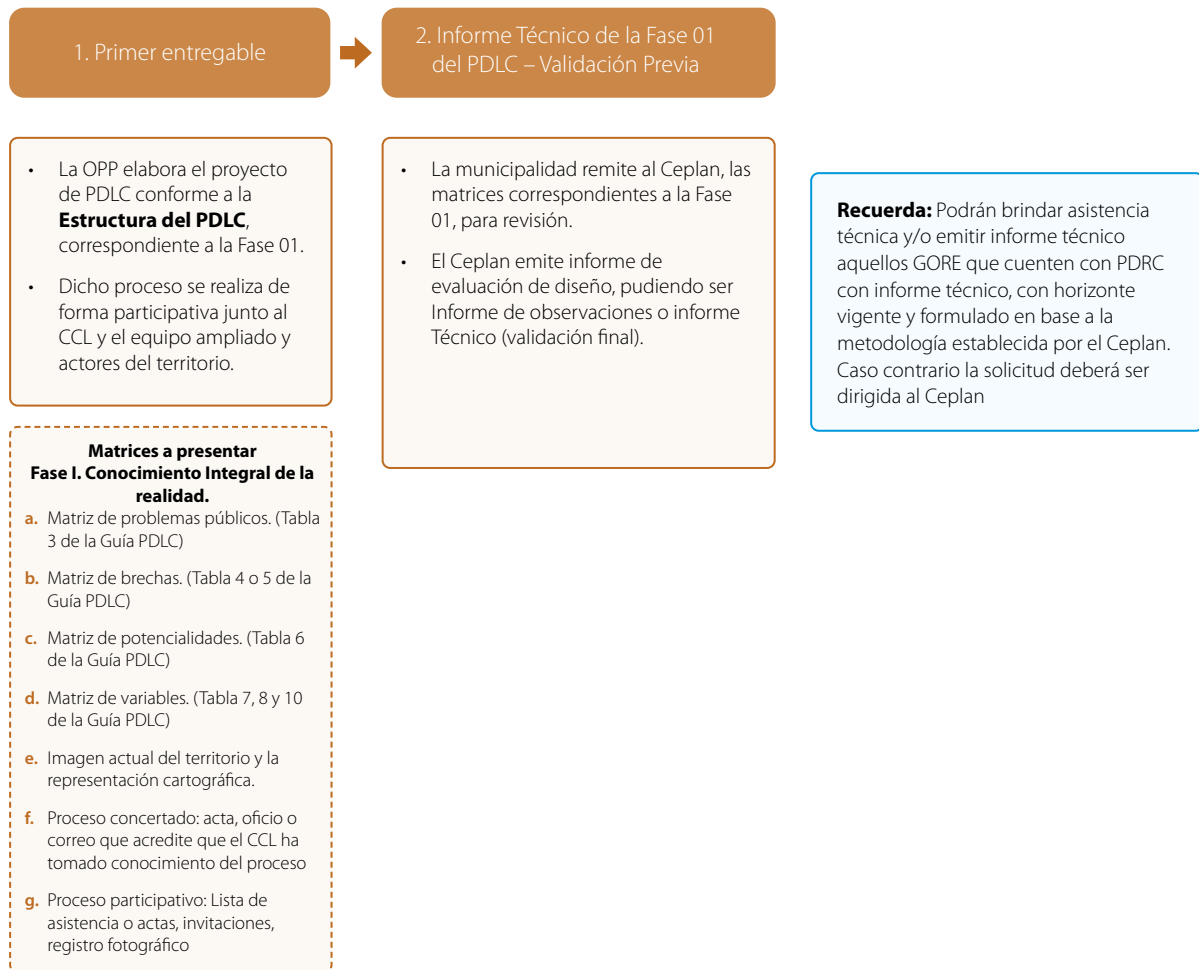 1. Primer entregable
2. Informe Técnico de la Fase 01
del PDLC – Validación Previa
• La OPP elabora el proyecto
de PDLC conforme a la
Estructura del PDLC,
correspondiente a la Fase 01.
• Dicho proceso se realiza de
forma participativa junto al
CCL y el equipo ampliado y
actores del territorio.
• La municipalidad remite al Ceplan, las
matrices correspondientes a la Fase
01, para revisión.
• El Ceplan emite informe de
evaluación de diseño, pudiendo ser
Informe de observaciones o informe
Técnico (validación final).
Recuerda: Podrán brindar asistencia
técnica y/o emitir informe técnico
aquellos GORE que cuenten con PDRC
con informe técnico, con horizonte
vigente y formulado en base a la
metodología establecida por el Ceplan.
Caso contrario la solicitud deberá ser
dirigida al Ceplan
Matrices a presentar
Fase I. Conocimiento Integral de la
realidad.
a. Matriz de problemas públicos. (Tabla
3 de la Guía PDLC)
b. Matriz de brechas. (Tabla 4 o 5 de la
Guía PDLC)
c. Matriz de potencialidades. (Tabla 6
de la Guía PDLC)
d. Matriz de variables. (Tabla 7, 8 y 10
de la Guía PDLC)
e. Imagen actual del territorio y la
representación cartográfica.
f. Proceso concertado: acta, oficio o
correo que acredite que el CCL ha
tomado conocimiento del proceso
g. Proceso participativo: Lista de
asistencia o actas, invitaciones,
registro fotográfico